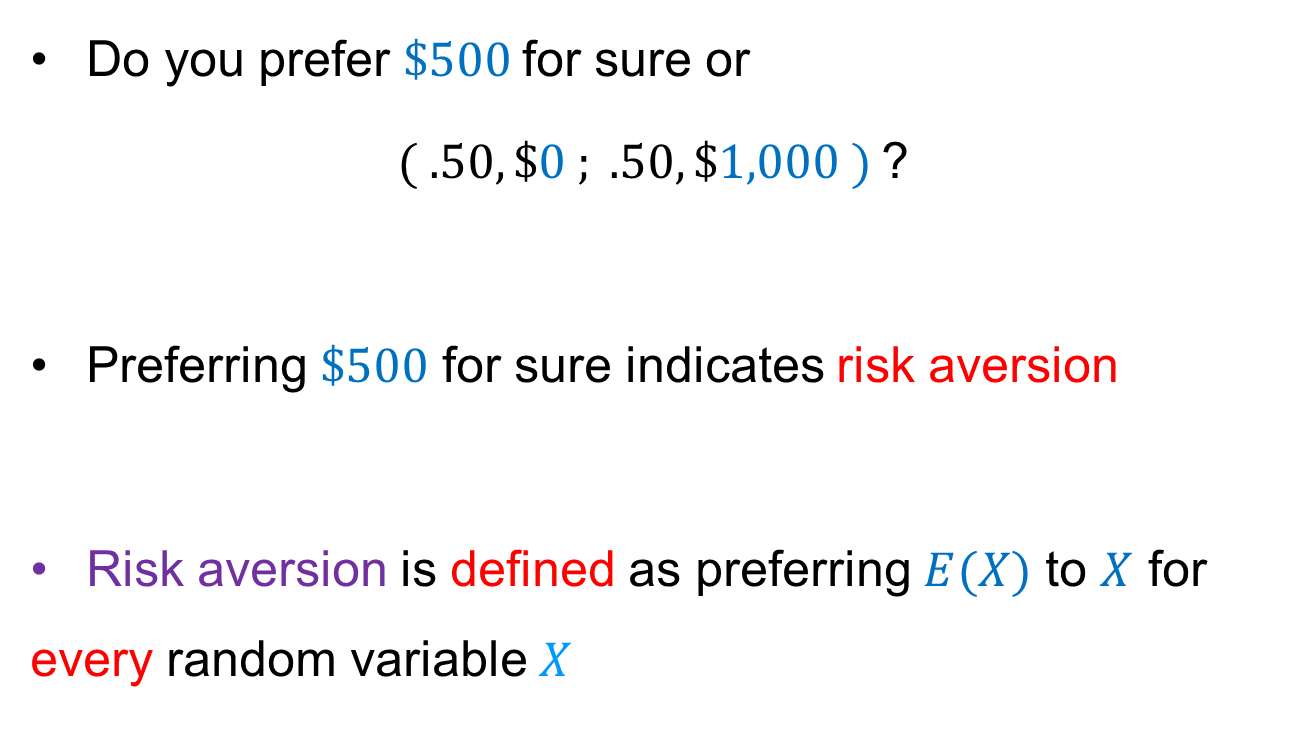 • Do you prefer $500 for sure or
( .50, $0 ; .50, $1,000 ) ?
• Preferring $500 for sure indicates risk aversion
• Risk aversion is defined as preferring E(X) to X for
every random variable X